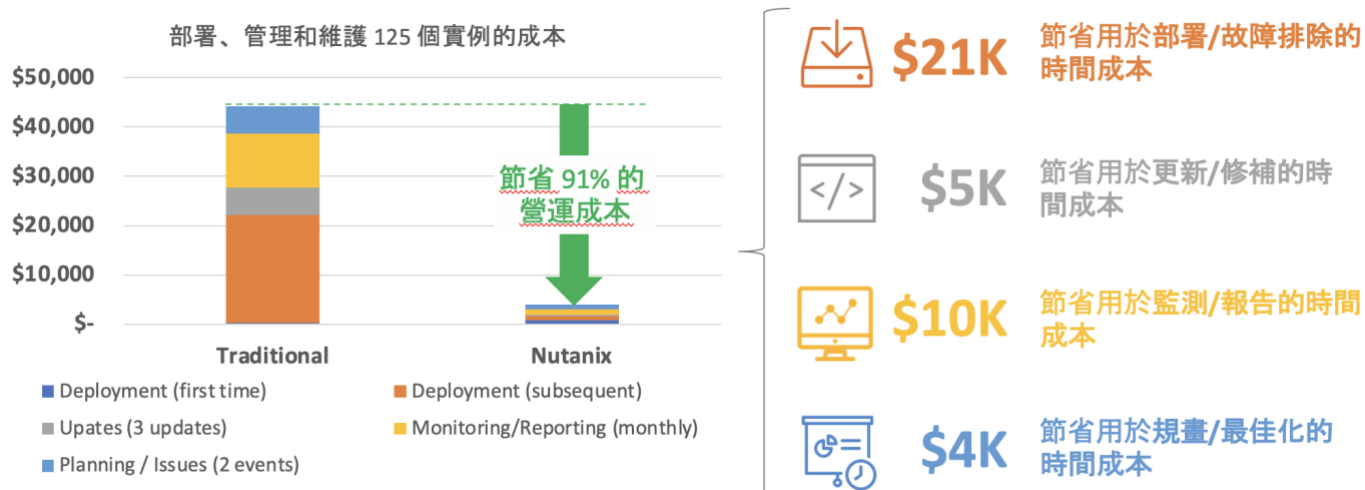 部署、管理和維護 125 個實例的成本
$50,000
$40,000
$30,000
$20,000
$10,000
$-
節省 91% 的
營運成本
Traditional
Nutanix
Deployment (first time)
Deployment (subsequent)
Upates (3 updates)
Monitoring/Reporting (monthly)
Planning / Issues (2 events)
$21K
節省用於部署/故障排除的
時間成本
</>
$5K
節省用於更新/修補的時
間成本
$10K
節省用於監測/報告的時間
成本
$4K
節省用於規畫/最佳化的
時間成本